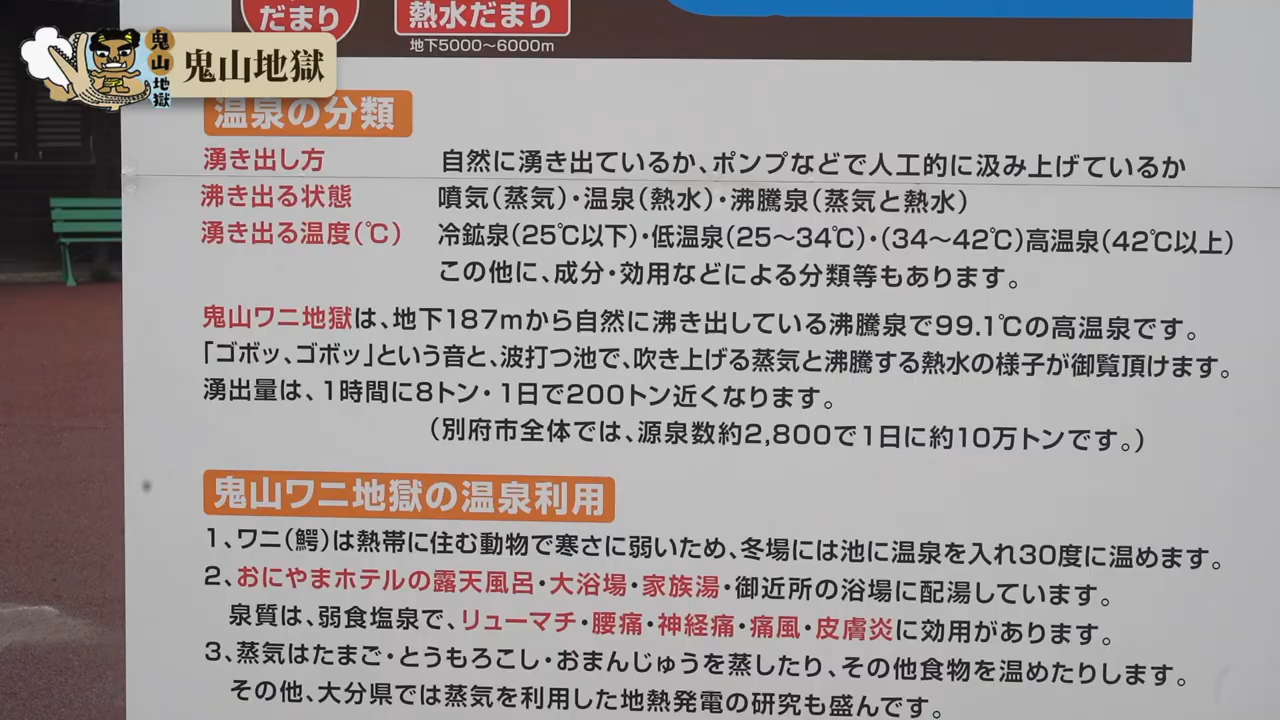 だまり
熱水だまり
地下5000〜6000m
鬼山地獄
鬼山地獄
温泉の分類
湧き出し方 自然に湧き出ているか、ポンプなどで人工的に汲み上げているか
沸き出る状態 噴気(蒸気)・温泉(熱水)・沸騰泉(蒸気と熱水)
湧き出る温度(℃) 冷鉱泉(25℃以下)・低温泉(25〜34℃)・(34〜42℃)高温泉(42℃以上)
この他に、成分・効用などによる分類等もあります。
鬼山ワニ地獄は、地下187mから自然に沸き出している沸騰泉で99.1℃の高温泉です。
「ゴボッ、ゴボッ」という音と、波打つ池で、吹き上げる蒸気と沸騰する熱水の様子が御覧頂けます。
湧出量は、1時間に8トン・1日で200トン近くなります。
(別府市全体では、源泉数約2,800で1日に約10万トンです。)
鬼山ワニ地獄の温泉利用
1、ワニ(鰐)は熱帯に住む動物で寒さに弱いため、冬場には池に温泉を入れ30度に温めます。
2、おにやまホテルの露天風呂・大浴場・家族湯・御近所の浴場に配湯しています。
泉質は、弱食塩泉で、リューマチ・腰痛・神経痛・痛風・皮膚炎に効用があります。
3、蒸気はたまご・とうもろこし・おまんじゅうを蒸したり、その他食物を温めたりします。
その他、大分県では蒸気を利用した地熱発電の研究も盛んです。